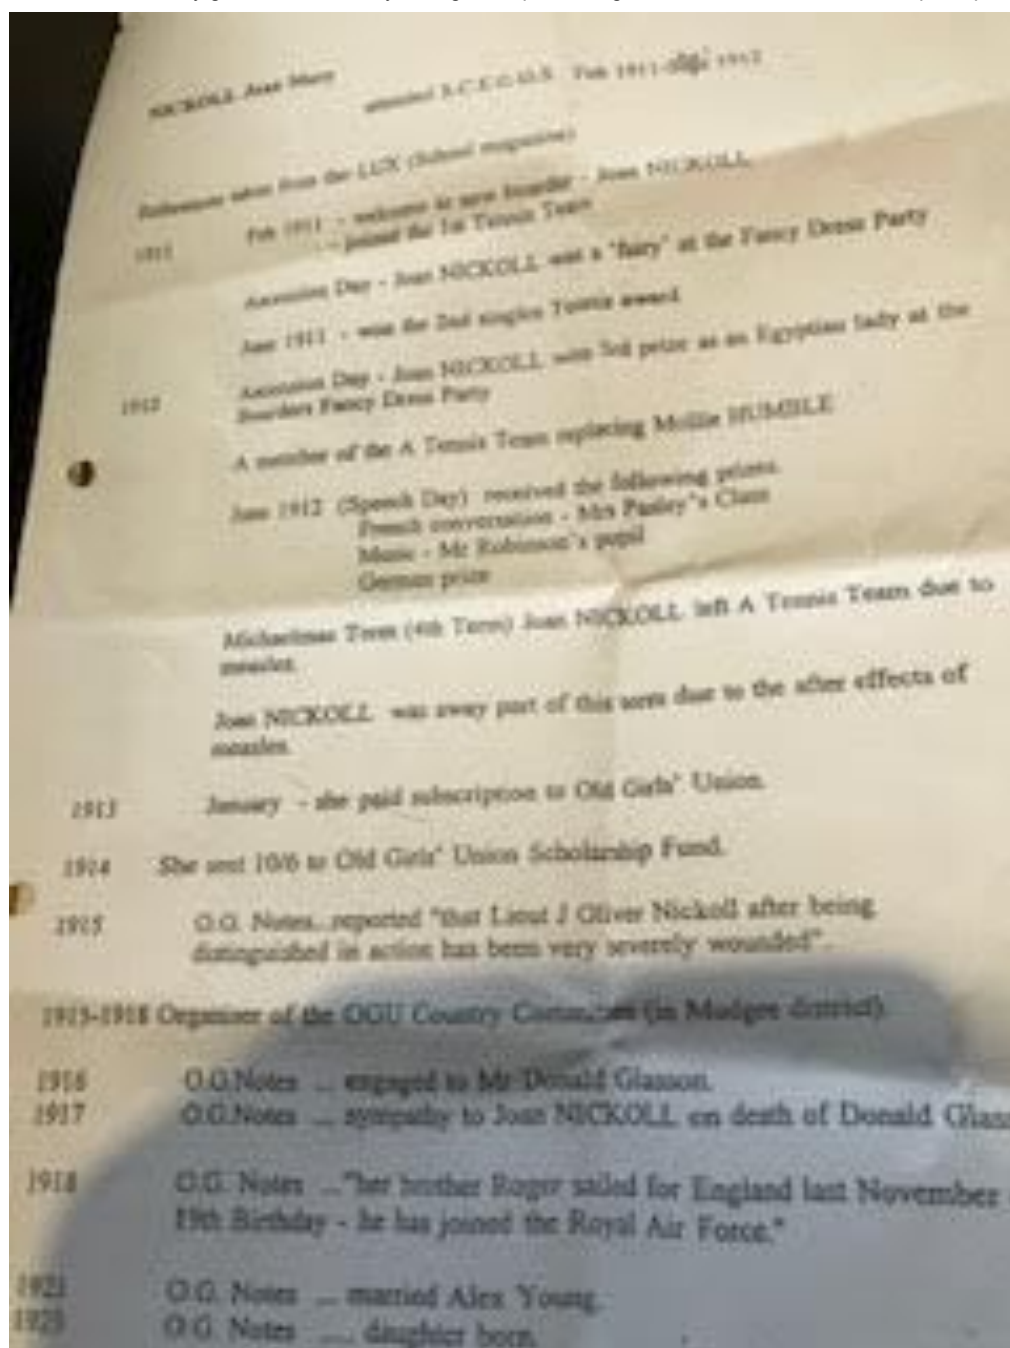 NICKOLL Joan Mary
attended S.C.E.G.G.S Feb 1911- 1912
References taken from the LUX (School magazine)
1911 Feb 1911 - welcome to new boarder - Joan NICKOLL
- joined the 1st Tennis Team
Ascension Day - Joan NICKOLL was a "fairy" at the Fancy Dress Party
June 1911 - won the 2nd singles Tennis award
1912 Ascension Day - Joan NICKOLL won 3rd prize as an Egyptian lady at the
Boarders Fancy Dress Party
A member of the A Tennis Team replacing Mollie HUMBLE
June 1912 (Speech Day) received the following prizes.
French conversation - Mrs Pasley"s Class
Music - Mr Robinson's pupil
German prize
Michaelmas Term (4th Term) Joan NICKOLL left A Tennis Team due to
measles.
Joan NICKOLL was away part of this term due to the after effects of
measles.
1913 January - she paid subscription to Old Girls' Union.
1914 She sent 10/6 to Old Girls' Union Scholarship Fund.
1915 O.G. Notes...reported "that Lieut J Oliver Nickoll after being
distinguished in action has been very severely wounded".
1915-1918 Organiser of the OGU Country Committee (in Mudgee district).
1916 O.G.Notes ... engaged to Mr Donald Glasson.
1917 O.G.Notes ... sympathy to Joan NICKOLL on death of Donald Glass
1918 O.G. Notes ..."her brother Roger sailed for England last November
19th Birthday - he has joined the Royal Air Force."
O.G. Notes ... married Alex Young.
O.G. Notes .... daughter born.